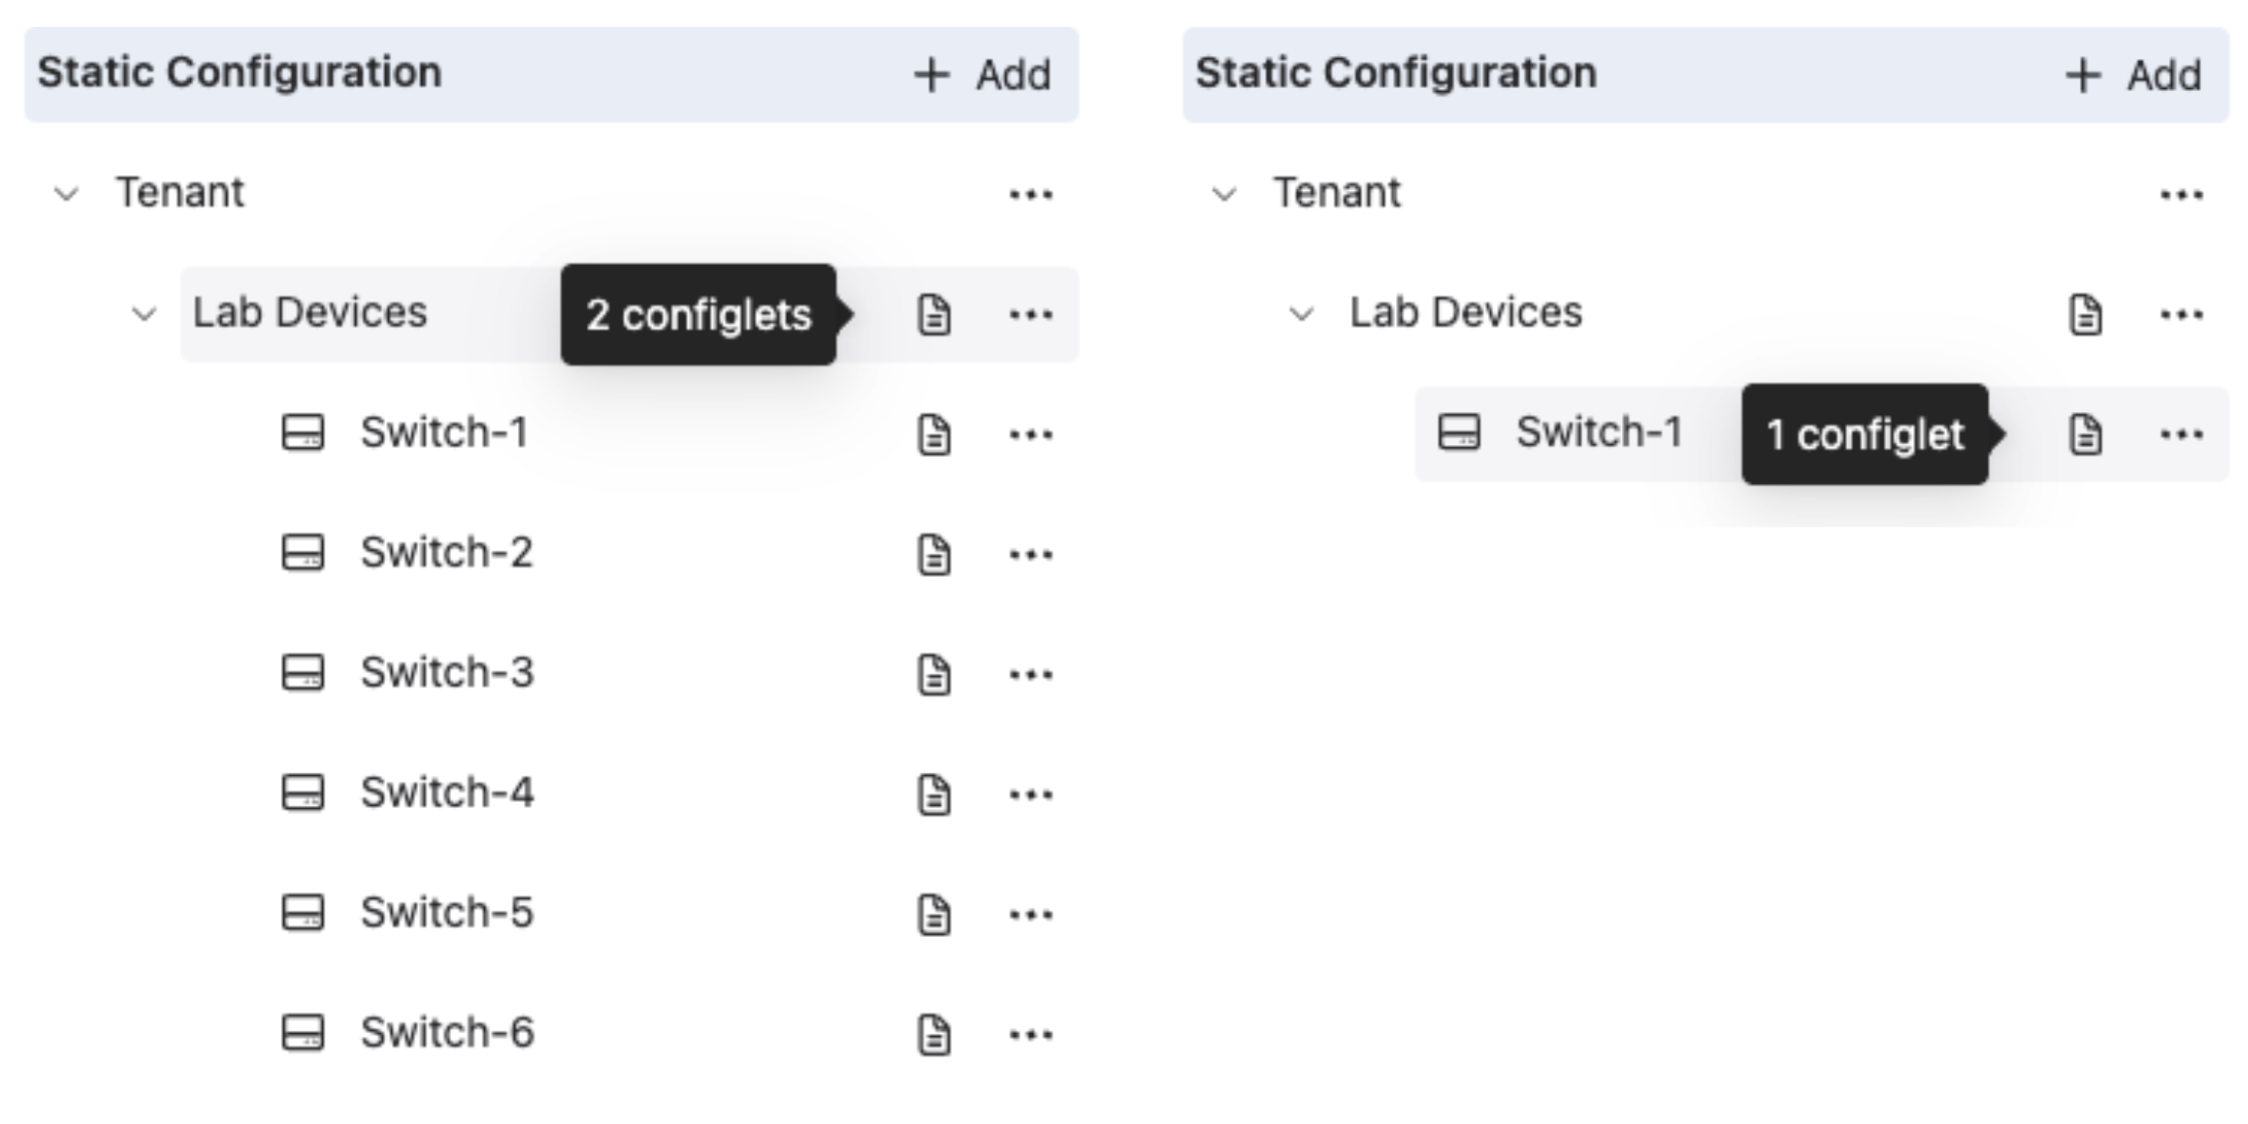 Static Configuration + Add
Tenant ...
Lab Devices 2 configlets ...
Switch-1 ...
Switch-2 ...
Switch-3 ...
Switch-4 ...
Switch-5 ...
Switch-6 ...
Static Configuration + Add
Tenant ...
Lab Devices ...
Switch-1 1 configlet ...